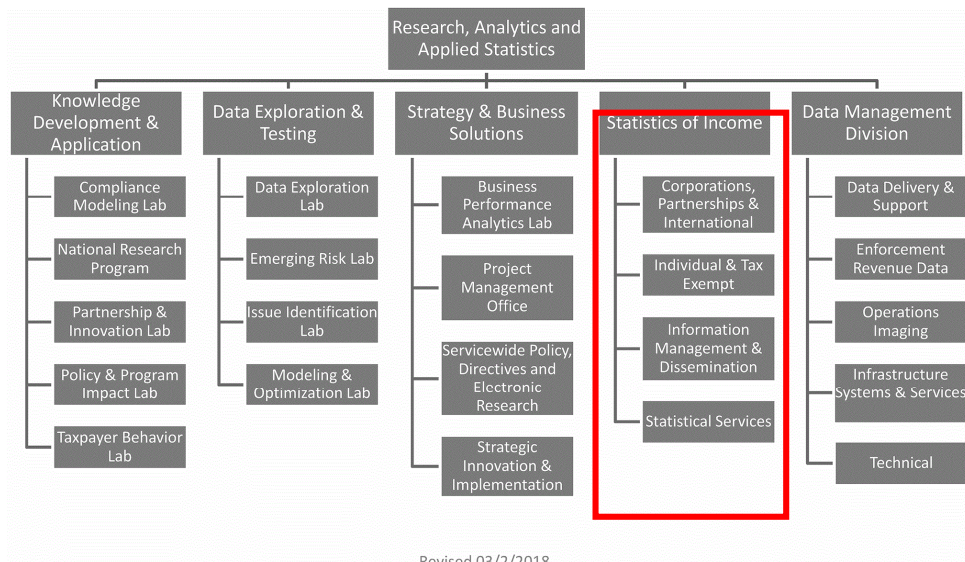 Research, Analytics and
Applied Statistics
Knowledge
Development &
Application
Compliance
Modeling Lab
National Research
Program
Partnership &
Innovation Lab
Policy & Program
Impact Lab
Taxpayer Behavior
Lab
Data Exploration &
Testing
Data Exploration
Lab
Emerging Risk Lab
Issue Identification
Lab
Modeling &
Optimization Lab
Strategy & Business
Solutions
Business
Performance
Analytics Lab
Project
Management
Office
Servicewide Policy,
Directives and
Electronic
Research
Strategic
Innovation &
Implementation
Statistics of Income
Corporations,
Partnerships &
International
Individual & Tax
Exempt
Information
Management &
Dissemination
Statistical Services
Data Management
Division
Data Delivery &
Support
Enforcement
Revenue Data
Operations
Imaging
Infrastructure
Systems & Services
Technical
Revised 03/2/2018